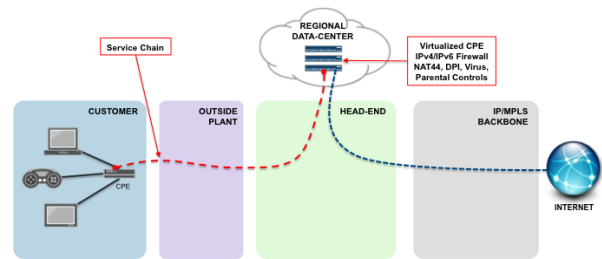 REGIONAL
DATA-CENTER
Service Chain
Virtualized CPE
IPv4/IPv6 Firewall
NAT44, DPI, Virus,
Parental Controls
CUSTOMER
OUTSIDE
PLANT
HEAD-END
IP/MPLS
BACKBONE
CPE
INTERNET